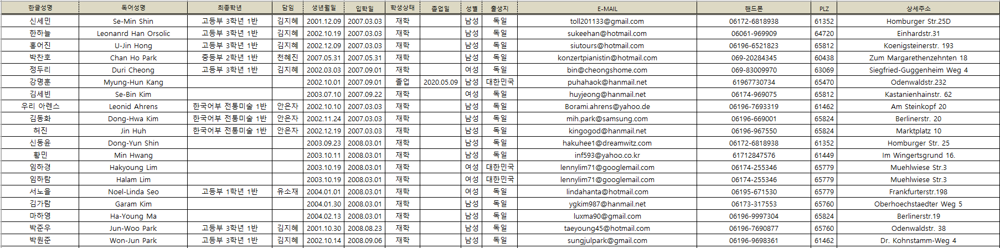 한글성명 독어성명 최종학년 담임 생년월일 입학일 학생상태 졸업일 성별 출생지 E-MAIL 핸드폰 PLZ 상세주소
신세민 Se-Min Shin 고등부 3학년 1반 김지혜 2001.12.09 2007.03.03 재학 남성 독일 toll201133@gmail.com 06172-6818938 61352 Homburger Str.25D
한하늘 Leonanrd Han Orsolic 고등부 3학년 1반 김지혜 2002.10.19 2007.03.03 재학 남성 독일 sukeehan@hotmail.com 06061-969909 64720 Einhardstr.31
홍어진 U-Jin Hong 고등부 3학년 1반 김지혜 2002.12.09 2007.03.03 재학 남성 독일 siutours@hotmail.com 06196-6521823 65812 Koenigsteinerstr. 193
박찬호 Chan Ho Park 중등부 2학년 1반 천혜진 2007.05.31 2007.05.31 재학 남성 독일 konzertpianistin@hotmail.com 069-20284345 60438 Zum Margarethenzehnten 18
정두리 Duri Cheong 고등부 3학년 1반 김지혜 2002.03.03 2007.09.01 재학 여성 독일 bin@cheongshome.com 069-83009970 63069 Siegfried-Guggenheim Weg 4
강명훈 Myung-Hun Kang 2002.10.01 2007.09.01 졸업 2020.05.09 남성 대한민국 puhahaok@hanmail.net 61967730734 65470 Odenwaldstr.232
김세빈 Se-Bin Kim 2003.07.10 2007.09.22 재학 여성 독일 huyjeong@hanmail.net 06174-969075 65812 Kastanienhainstr. 62
우리 아렌스 Leonid Ahrens 한국어부 전통미술 1반 안은자 2002.10.10 2007.03.03 재학 남성 독일 Borami.ahrens@yahoo.de 06196-7693319 61462 Am Steinkopf 20
김동화 Dong-Hwa Kim 한국어부 전통미술 1반 안은자 2002.11.24 2007.03.03 재학 남성 독일 mih.park@samsung.com 06196-669001 65824 Berlinerstr. 20
허진 Jin Huh 한국어부 전통미술 1반 안은자 2002.12.19 2007.03.03 재학 남성 독일 kingogod@hanmail.net 06196-967550 65824 Marktplatz 10
신동윤 Dong-Yun Shin 2003.09.23 2008.03.01 재학 남성 독일 hakuhee1@dreamwitz.com 06172-6818938 61352 Homburger Str. 25
황민 Min Hwang 2003.10.11 2008.03.01 재학 남성 독일 inf593@yahoo.co.kr 61712847576 61449 Im Wingertsgrund 16.
임하경 Hakyoung Lim 2003.10.19 2008.03.01 재학 여성 대한민국 lennylim71@googlemail.com 06174-255346 65779 Muehlwiese Str.3
임하람 Halam Lim 2003.10.19 2008.03.01 재학 여성 대한민국 lennylim71@googlemail.com 06174-255346 65779 Muehlwiese Str.3
서노을 Noel-Linda Seo 고등부 1학년 1반 유소재 2004.01.01 2008.03.01 재학 여성 독일 lindahanta@hotmail.com 06195-671530 65779 Frankfurterstr.198
김가람 Garam Kim 2004.01.30 2008.03.01 재학 남성 독일 ygkim987@hanmail.net 06173-317553 65760 Oberhoechstaedter Weg 5
마하영 Ha-Young Ma 2004.02.13 2008.03.01 재학 남성 독일 luxma90@gmail.com 06196-9997304 65824 Berlinerstr.19
박준우 Jun-Woo Park 고등부 3학년 1반 김지혜 2001.10.30 2008.08.23 재학 남성 독일 taeyoung45@hotmail.com 06196-7690877 65760 Odenwaldstr. 38
박원준 Won-Jun Park 고등부 3학년 1반 김지혜 2002.10.14 2008.09.06 재학 남성 독일 sungjulpark@gmail.com 06196-9698361 61462 Dr. Kohnstamm-Weg 4